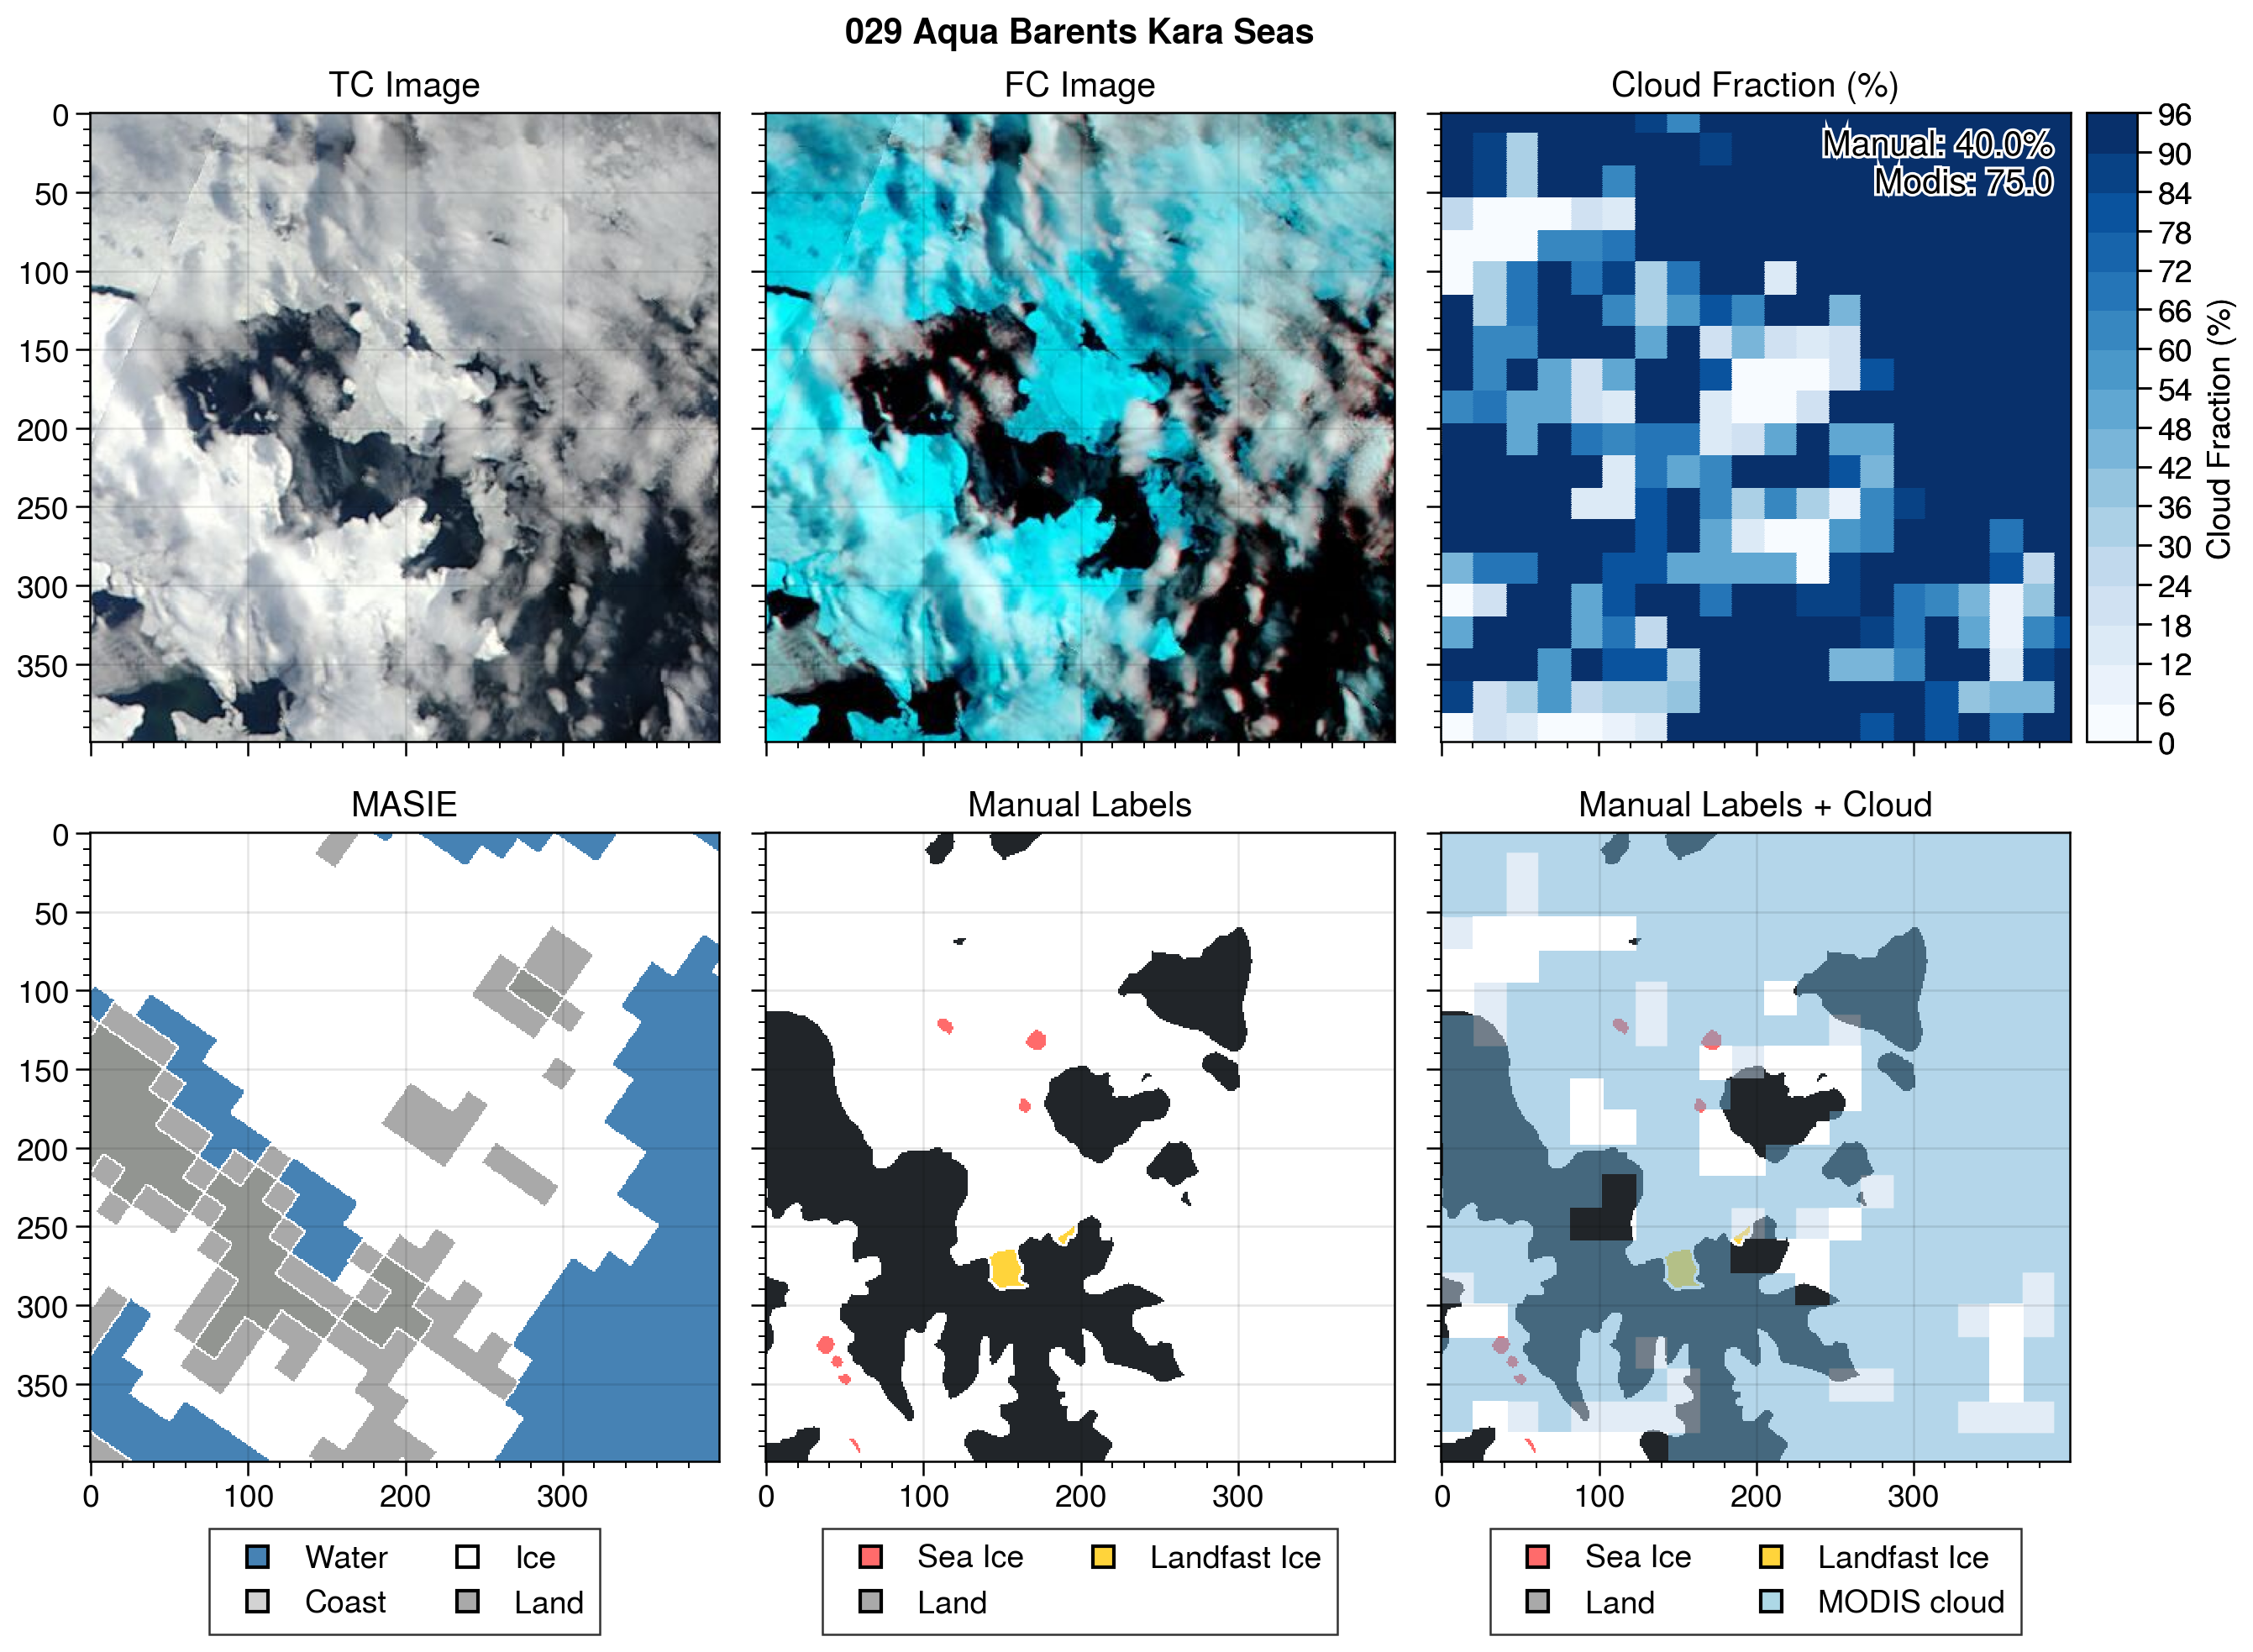 029 Aqua Barents Kara Seas
TC Image
FC Image
Cloud Fraction (%)
0
50
100
150
200
250
300
350
Manual: 40.0%
Modis: 75.0
96
90
84
78
72
66
60
54
48
42
36
30
24
18
12
6
0
Cloud Fraction (%)
MASIE
Manual Labels
Manual Labels + Cloud
0
50
100
150
200
250
300
350
0 100 200 300
0 100 200 300
0 100 200 300
Water Ice
Coast Land
Sea Ice Landfast Ice
Land
Sea Ice Landfast Ice
Land MODIS cloud